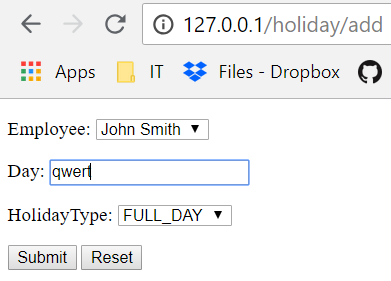 127.0.0.1/holiday/add
Apps IT Files - Dropbox
Employee: John Smith
Day: qwert
HolidayType: FULL_DAY
Submit Reset